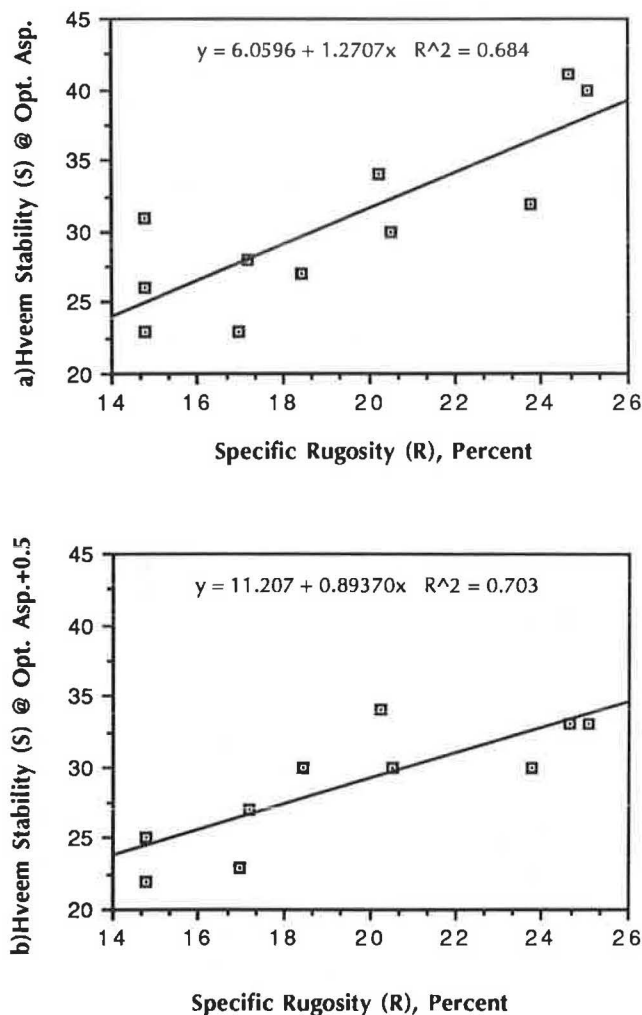 a)Hveem Stability (S) @ Opt. Asp.
y = 6.0596 + 1.2707x R^2 = 0.684
45
40
35
30
25
20
14 16 18 20 22 24 26
Specific Rugosity (R), Percent
b)Hveem Stability (S) @ Opt. Asp.+0.5
y = 11.207 + 0.89370x R^2 = 0.703
45
40
35
30
25
20
14 16 18 20 22 24 26
Specific Rugosity (R), Percent